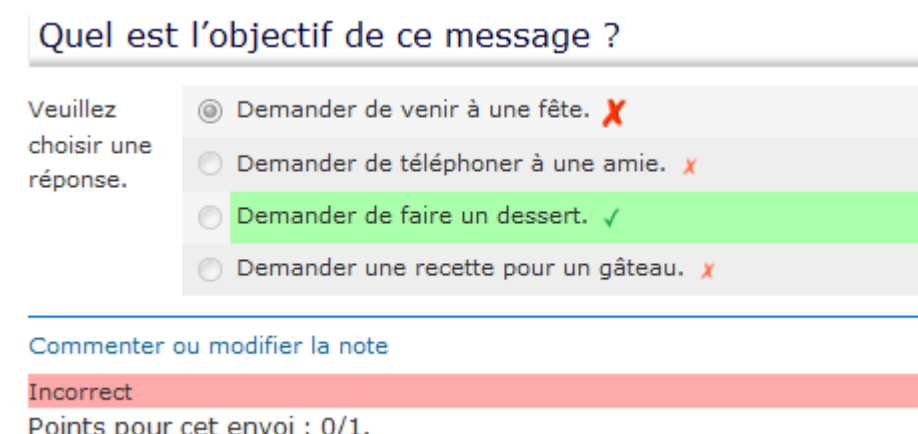 Quel est l’objectif de ce message ?
Veuillez
choisir une
réponse.
Demander de venir à une fête.
Demander de téléphoner à une amie.
Demander de faire un dessert.
Demander une recette pour un gâteau.
Commenter ou modifier la note
Incorrect
Points pour cet envoi : 0/1.